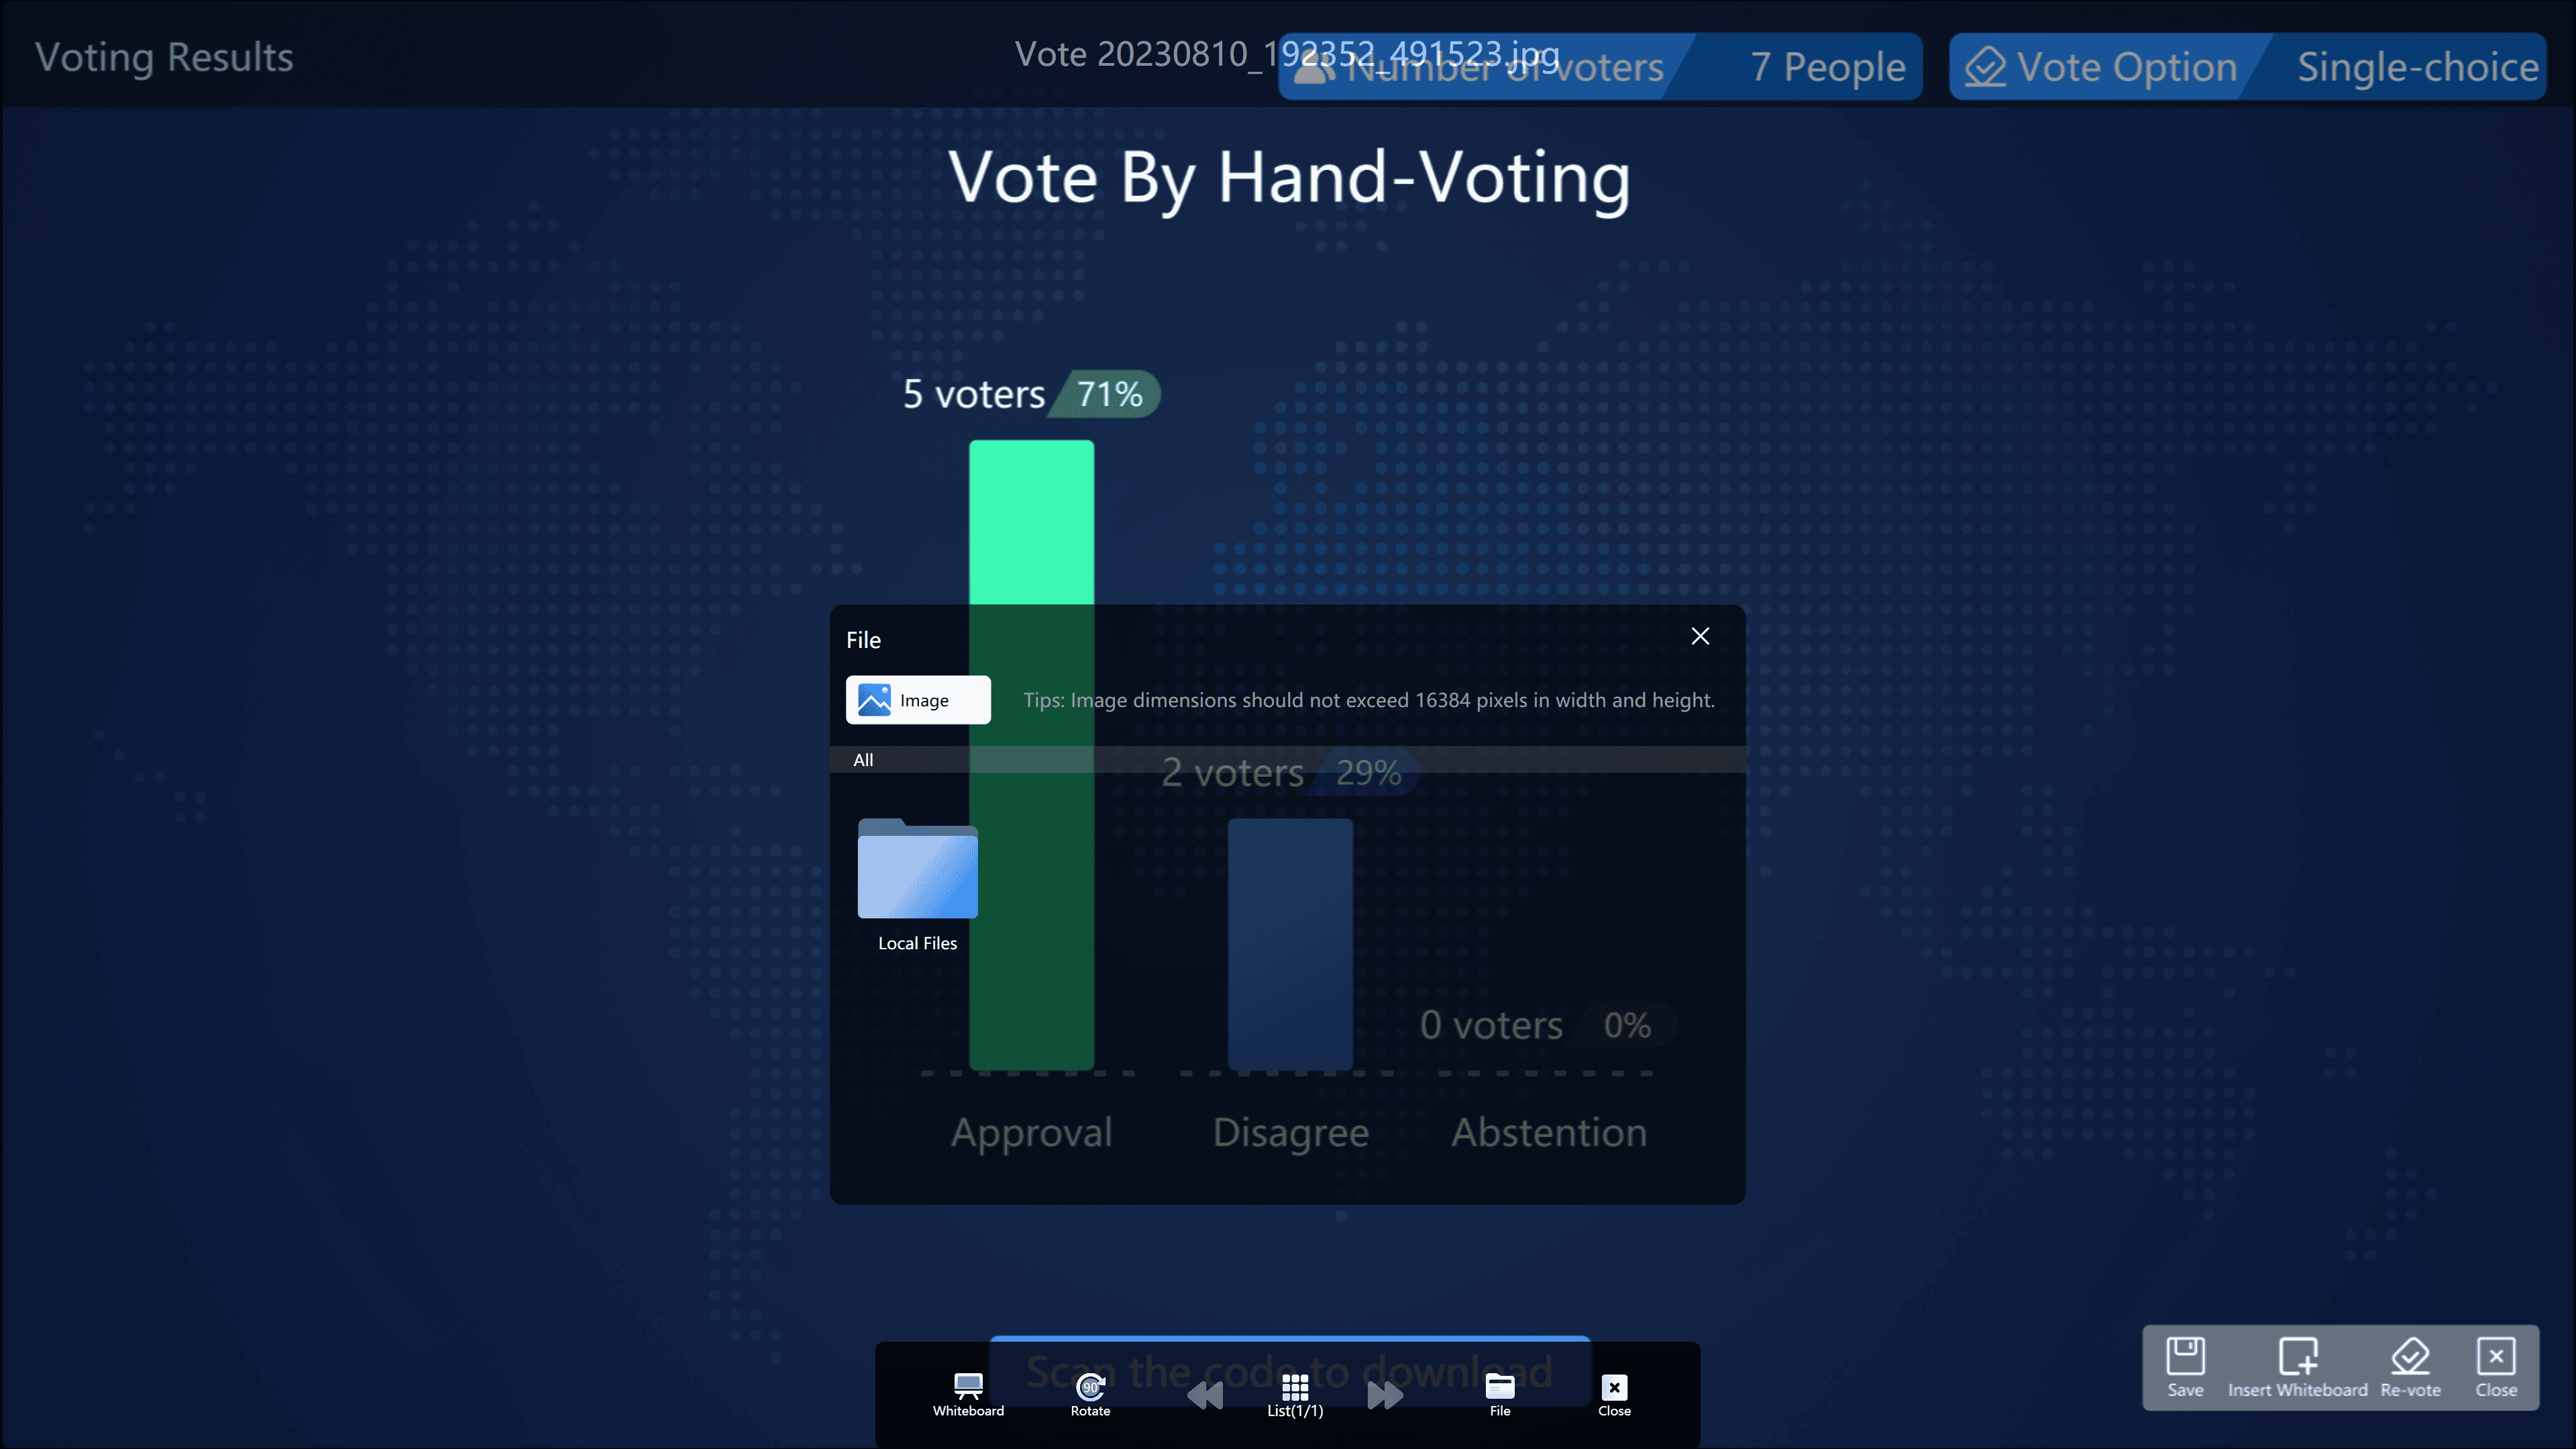 Voting Results
Vote 20230810_192352_491523.jpg
Number of voters
7 People
Vote Option
Single-choice
Vote By Hand-Voting
5 voters
71%
File
Image
Tips: Image dimensions should not exceed 16384 pixels in width and height.
All
2 voters
29%
Local Files
0 voters
0%
Approval
Disagree
Abstention
Scan the code to download
Whiteboard
90°
Rotate
List(1/1)
File
Close
Save
Insert Whiteboard
Re-vote
Close